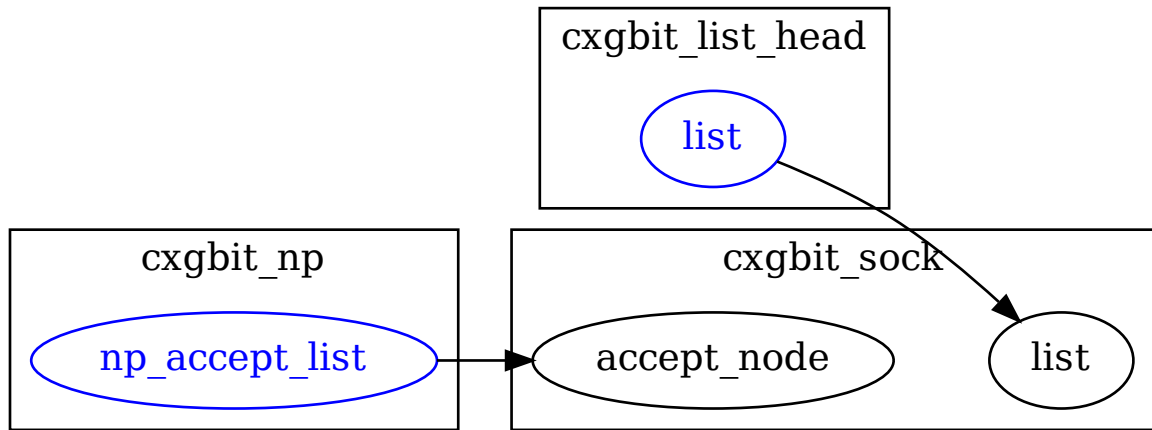 cxgbit_list_head
list
cxgbit_np
np_accept_list
cxgbit_sock
accept_node
list